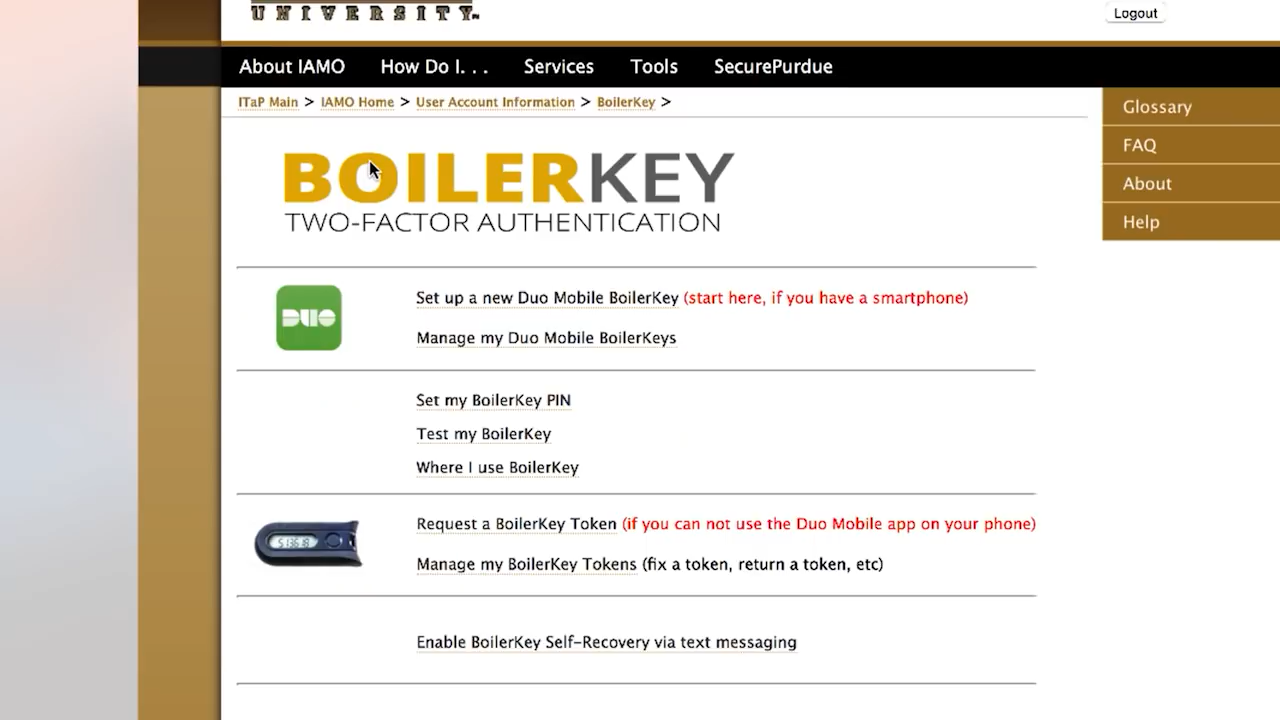 UNIVERSITY
Logout
About IAMO How Do I. . . Services Tools SecurePurdue
ITaP Main > IAMO Home > User Account Information > BoilerKey >
Glossary
FAQ
About
Help
BOILERKEY
TWO-FACTOR AUTHENTICATION
DUO
Set up a new Duo Mobile BoilerKey (start here, if you have a smartphone)
Manage my Duo Mobile BoilerKeys
Set my BoilerKey PIN
Test my BoilerKey
Where I use BoilerKey
513618
Request a BoilerKey Token (if you can not use the Duo Mobile app on your phone)
Manage my BoilerKey Tokens (fix a token, return a token, etc)
Enable BoilerKey Self-Recovery via text messaging